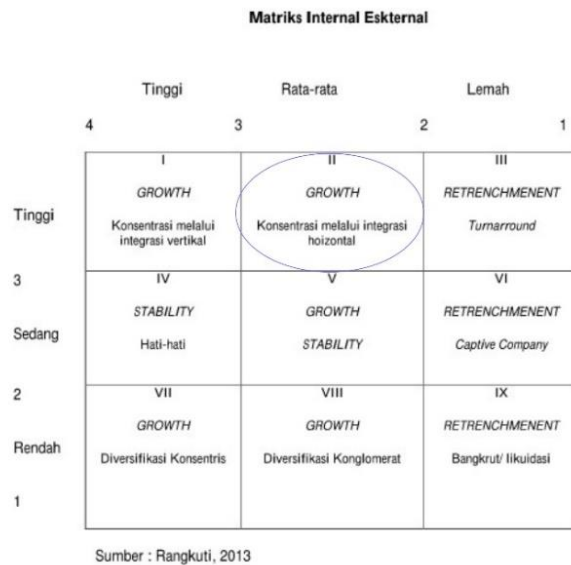 Matriks Internal Eskternal
Tinggi Rata-rata Lemah
4 3 2 1
Tinggi
I
GROWTH
Konsentrasi melalui
integrasi vertikal
II
GROWTH
Konsentrasi melalui integrasi
hoizontal
III
RETRENCHMENENT
Turnarround
3
Sedang
IV
STABILITY
Hati-hati
V
GROWTH
STABILITY
VI
RETRENCHMENENT
Captive Company
2
Rendah
VII
GROWTH
Diversifikasi Konsentris
VIII
GROWTH
Diversifikasi Konglomerat
IX
RETRENCHMENENT
Bangkrut/ likuidasi
1
Sumber : Rangkuti, 2013